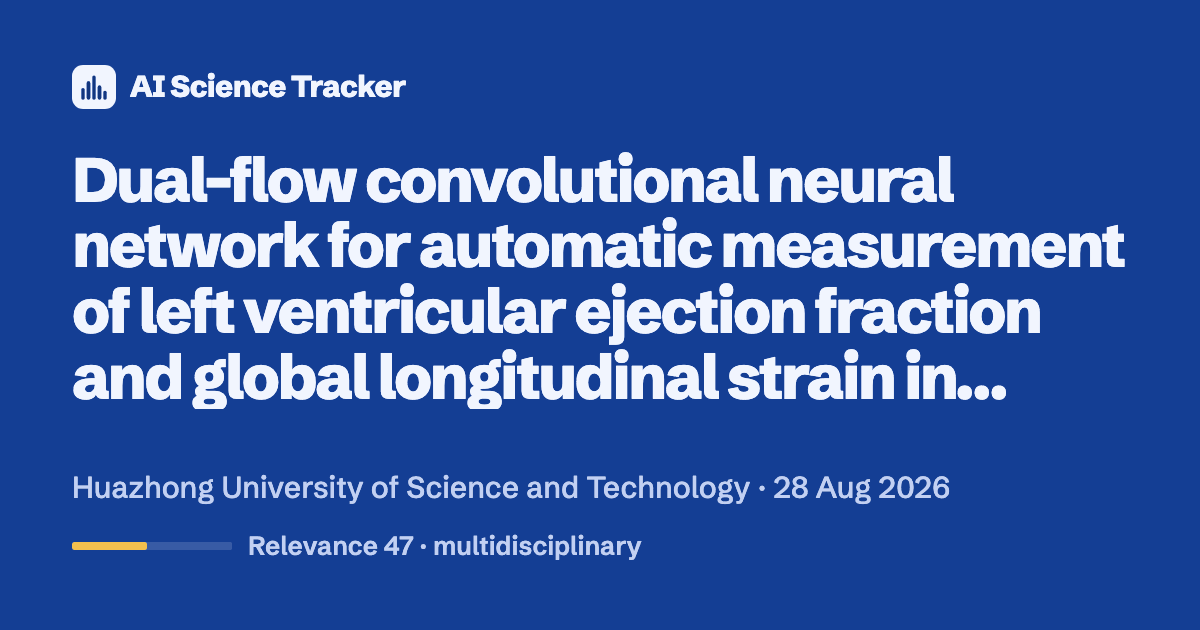 AI Science Tracker
Dual-flow convolutional neural
network for automatic measurement
of left ventricular ejection fraction
and global longitudinal strain in...
Huazhong University of Science and Technology · 28 Aug 2026
Relevance 47 · multidisciplinary